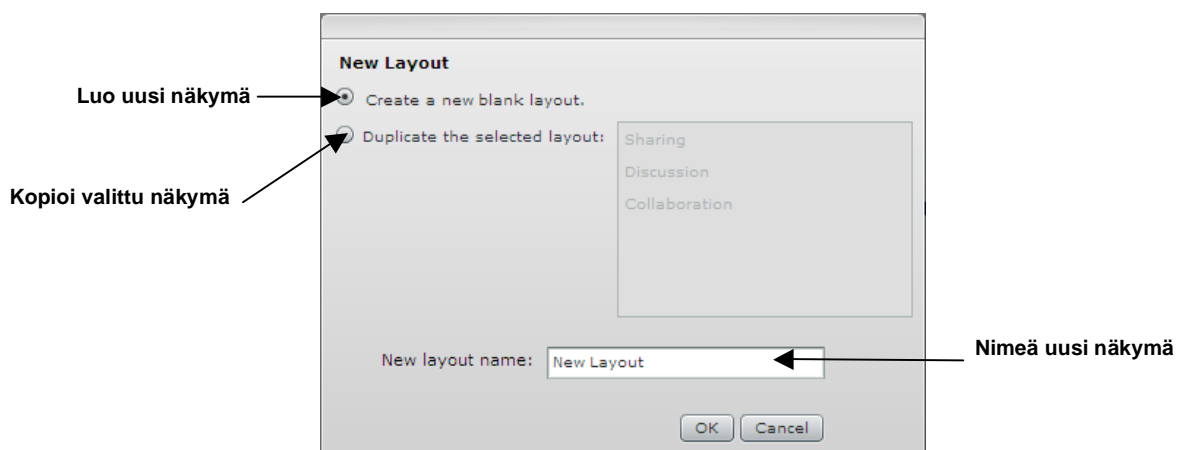 New Layout
Luo uusi näkymä
Create a new blank layout.
Duplicate the selected layout:
Sharing
Discussion
Collaboration
Kopioi valittu näkymä
New layout name:
New Layout
Nimeä uusi näkymä
OK
Cancel